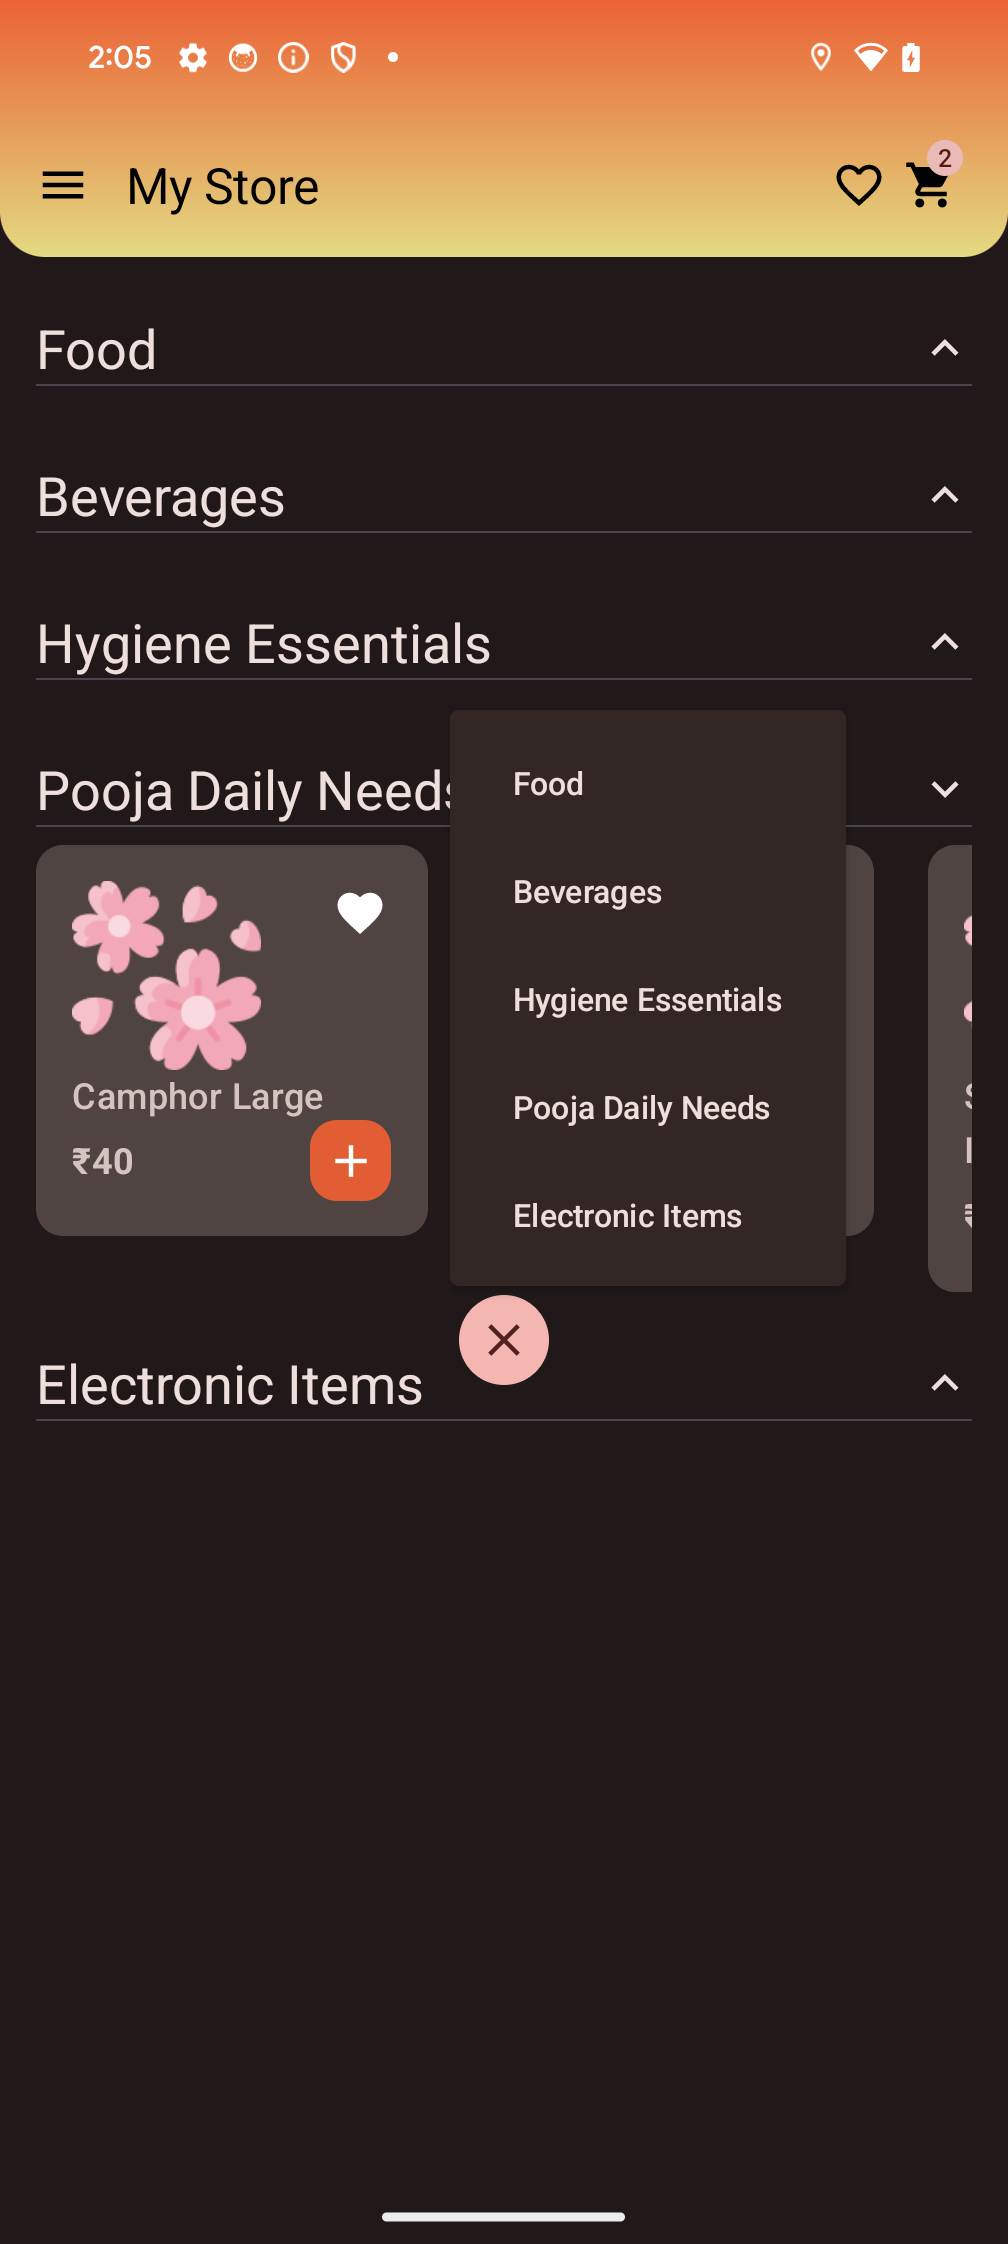 2:05
My Store
2
Food
Beverages
Hygiene Essentials
Pooja Daily Needs
Food
Beverages
Hygiene Essentials
Pooja Daily Needs
Electronic Items
Camphor Large
₹40
Electronic Items